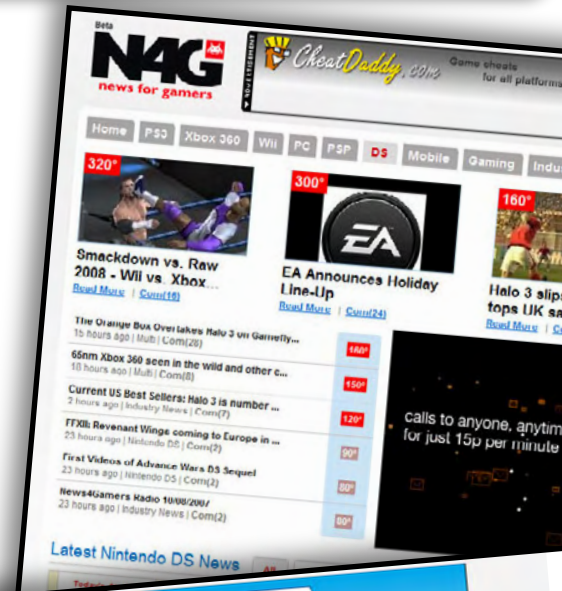 Beta
N4G
news for gamers
ADVERTISEMENT
CheatDaddy.com
Game cheats
for all platforms
Home PS3 Xbox 360 Wii PC PSP DS Mobile Gaming Indus
320°
300°
160°
EA
Smackdown vs. Raw
2008 - Wii vs. Xbox...
Read More | Com(16)
EA Announces Holiday
Line-Up
Read More | Com(24)
Halo 3 slips
tops UK sa
Read More | Co
The Orange Box Overtakes Halo 3 on Gamefly...
15 hours ago | Multi | Com(28)
160°
65nm Xbox 360 seen in the wild and other c...
18 hours ago | Multi | Com(8)
150°
Current US Best Sellers: Halo 3 is number ...
2 hours ago | Industry News | Com(7)
120°
FFXII: Revenant Wings coming to Europe in ...
23 hours ago | Nintendo DS | Com(2)
90°
First Videos of Advance Wars DS Sequel
23 hours ago | Nintendo DS | Com(2)
80°
News4Gamers Radio 10/08/2007
23 hours ago | Industry News | Com(2)
80°
calls to anyone, anytim
for just 15p per minute
Latest Nintendo DS News
All
Today's